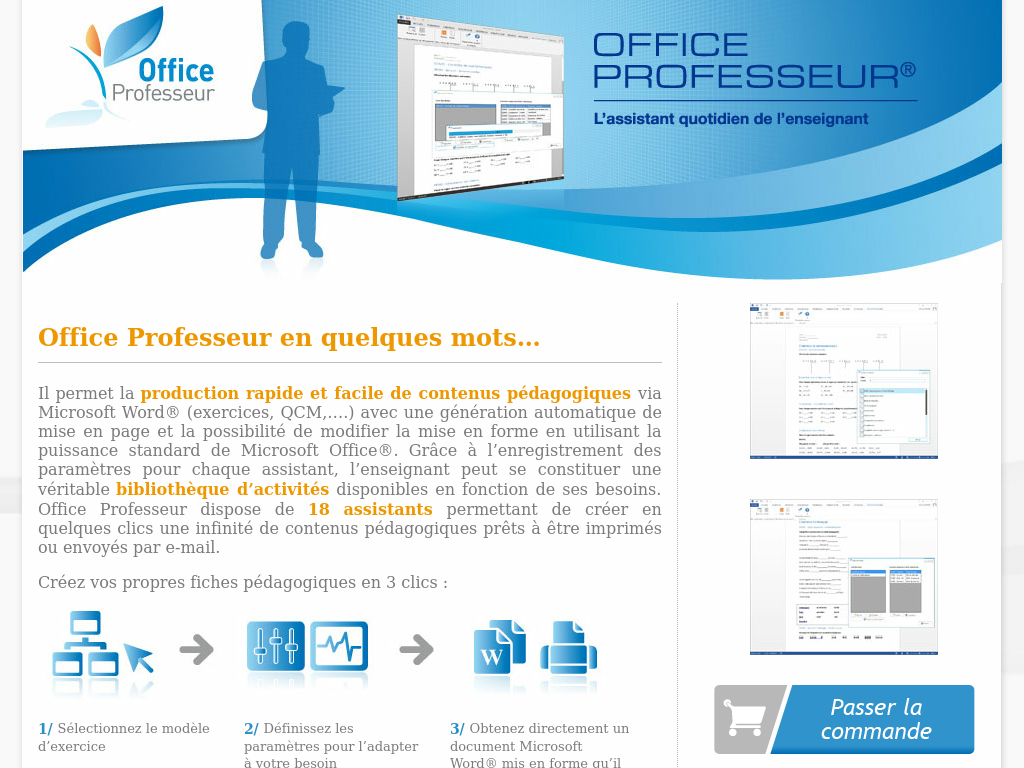 Office
Professeur
OFFICE
PROFESSEUR®
L'assistant quotidien de l'enseignant
Office Professeur en quelques mots...
Il permet la production rapide et facile de contenus pédagogiques via
Microsoft Word® (exercices, QCM,....) avec une génération automatique de
mise en page et la possibilité de modifier la mise en forme en utilisant la
puissance standard de Microsoft Office®. Grâce à l'enregistrement des
paramètres pour chaque assistant, l'enseignant peut se constituer une
véritable bibliothèque d'activités disponibles en fonction de ses besoins.
Office Professeur dispose de 18 assistants permettant de créer en
quelques clics une infinité de contenus pédagogiques prêts à être imprimés
ou envoyés par e-mail.
Créez vos propres fiches pédagogiques en 3 clics :
W
1/ Sélectionnez le modèle
d'exercice
2/ Définissez les
paramètres pour l'adapter
à votre besoin
3/ Obtenez directement un
document Microsoft
Word® mis en forme qu'il
Passer la
commande